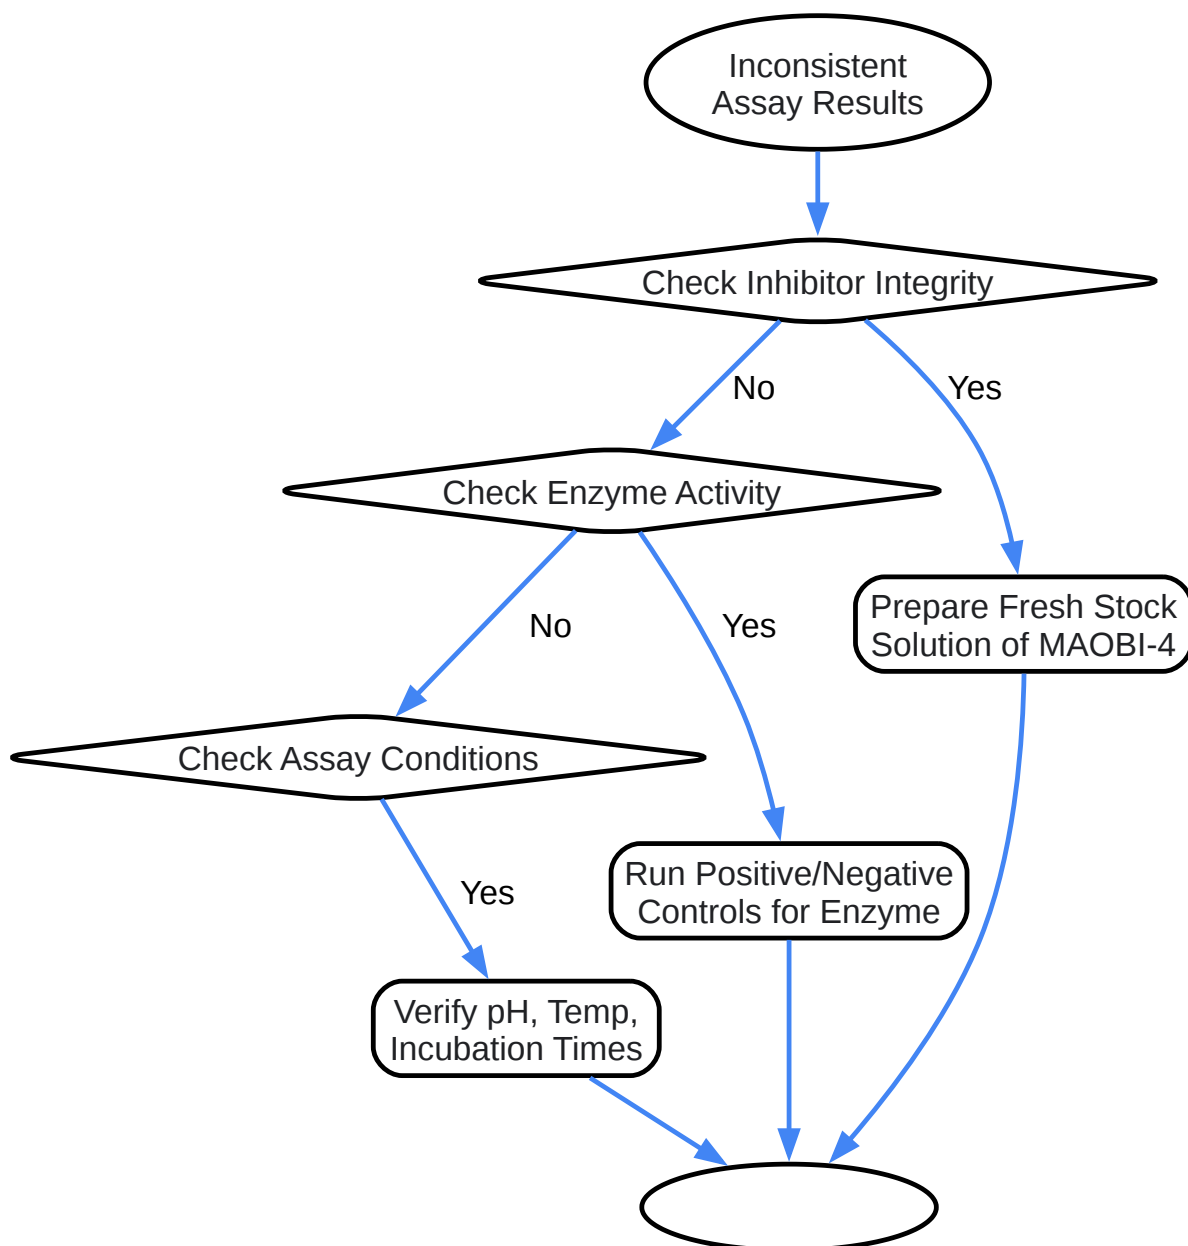 Inconsistent
Assay Results
Check Inhibitor Integrity
No
Yes
Check Enzyme Activity
Prepare Fresh Stock
Solution of MAOBI-4
No
Yes
Check Assay Conditions
Run Positive/Negative
Controls for Enzyme
Yes
Verify pH, Temp,
Incubation Times